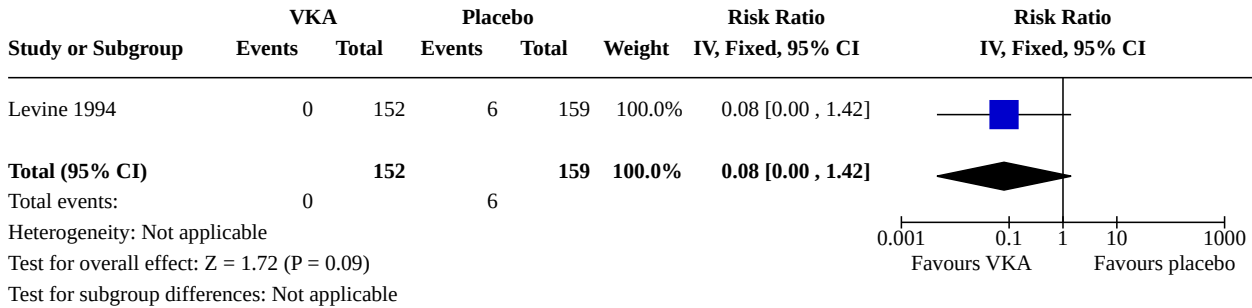 VKA Placebo Risk Ratio Risk Ratio
Study or Subgroup Events Total Events Total Weight IV, Fixed, 95% CI IV, Fixed, 95% CI
Levine 1994 0 152 6 159 100.0% 0.08 [0.00 , 1.42]
Total (95% CI) 152 159 100.0% 0.08 [0.00 , 1.42]
Total events: 0 6
Heterogeneity: Not applicable 0.001 0.1 1 10 1000
Test for overall effect: Z = 1.72 (P = 0.09) Favours VKA Favours placebo
Test for subgroup differences: Not applicable